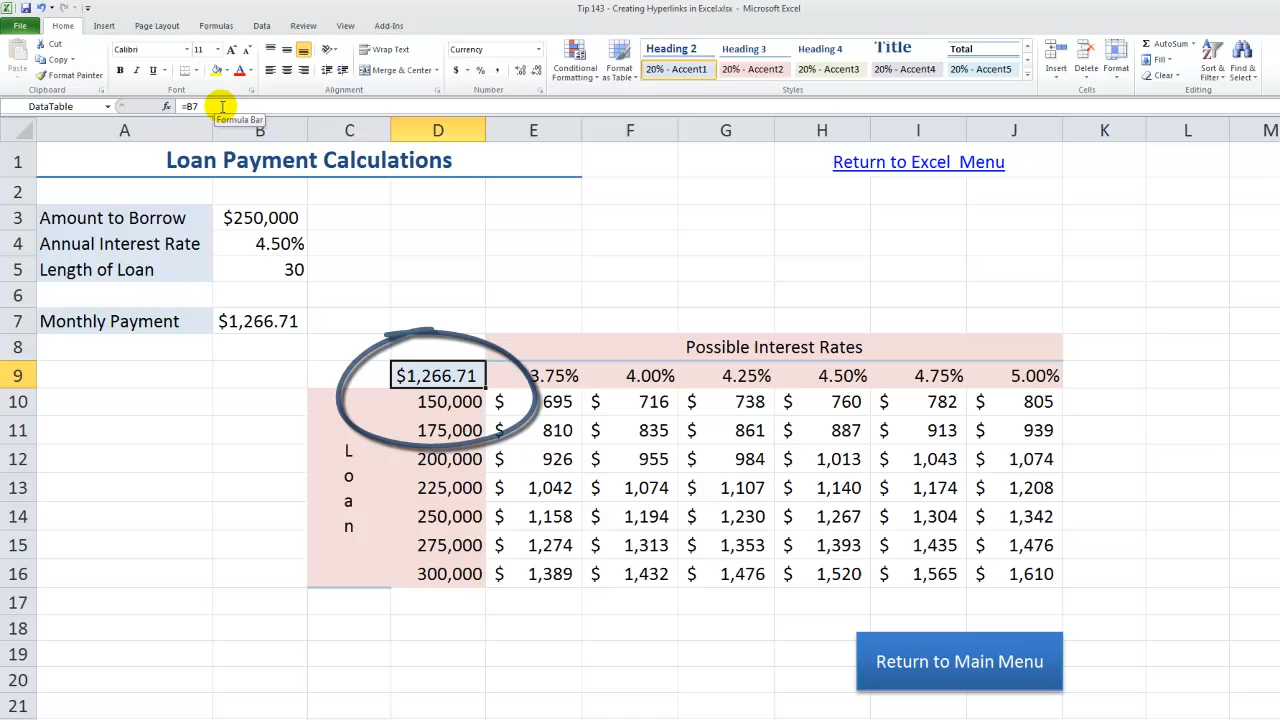 Tip 143 - Creating Hyperlinks in Excel.xlsx - Microsoft Excel
File Home Insert Page Layout Formulas Data Review View Add-Ins
Cut
Copy
Format Painter
Paste
Clipboard
Calibri 11
B I U
Font
Wrap Text
Merge & Center
Alignment
Currency
$ % ,
Number
Conditional Formatting
Format as Table
Heading 2 Heading 3 Heading 4 Title Total
20% - Accent1 20% - Accent2 20% - Accent3 20% - Accent4 20% - Accent5
Styles
Insert Delete Format
Cells
AutoSum
Fill
Clear
Sort & Filter
Find & Select
Editing
DataTable fx =B7
Formula Bar
A B C D E F G H I J K L M
1 Loan Payment Calculations Return to Excel Menu
2
3 Amount to Borrow $250,000
4 Annual Interest Rate 4.50%
5 Length of Loan 30
6
7 Monthly Payment $1,266.71
8 Possible Interest Rates
9 $1,266.71 3.75% 4.00% 4.25% 4.50% 4.75% 5.00%
10 150,000 $ 695 $ 716 $ 738 $ 760 $ 782 $ 805
11 175,000 $ 810 $ 835 $ 861 $ 887 $ 913 $ 939
12 200,000 $ 926 $ 955 $ 984 $ 1,013 $ 1,043 $ 1,074
13 225,000 $ 1,042 $ 1,074 $ 1,107 $ 1,140 $ 1,174 $ 1,208
14 250,000 $ 1,158 $ 1,194 $ 1,230 $ 1,267 $ 1,304 $ 1,342
15 275,000 $ 1,274 $ 1,313 $ 1,353 $ 1,393 $ 1,435 $ 1,476
16 300,000 $ 1,389 $ 1,432 $ 1,476 $ 1,520 $ 1,565 $ 1,610
Loan
17
18
19 Return to Main Menu
20
21